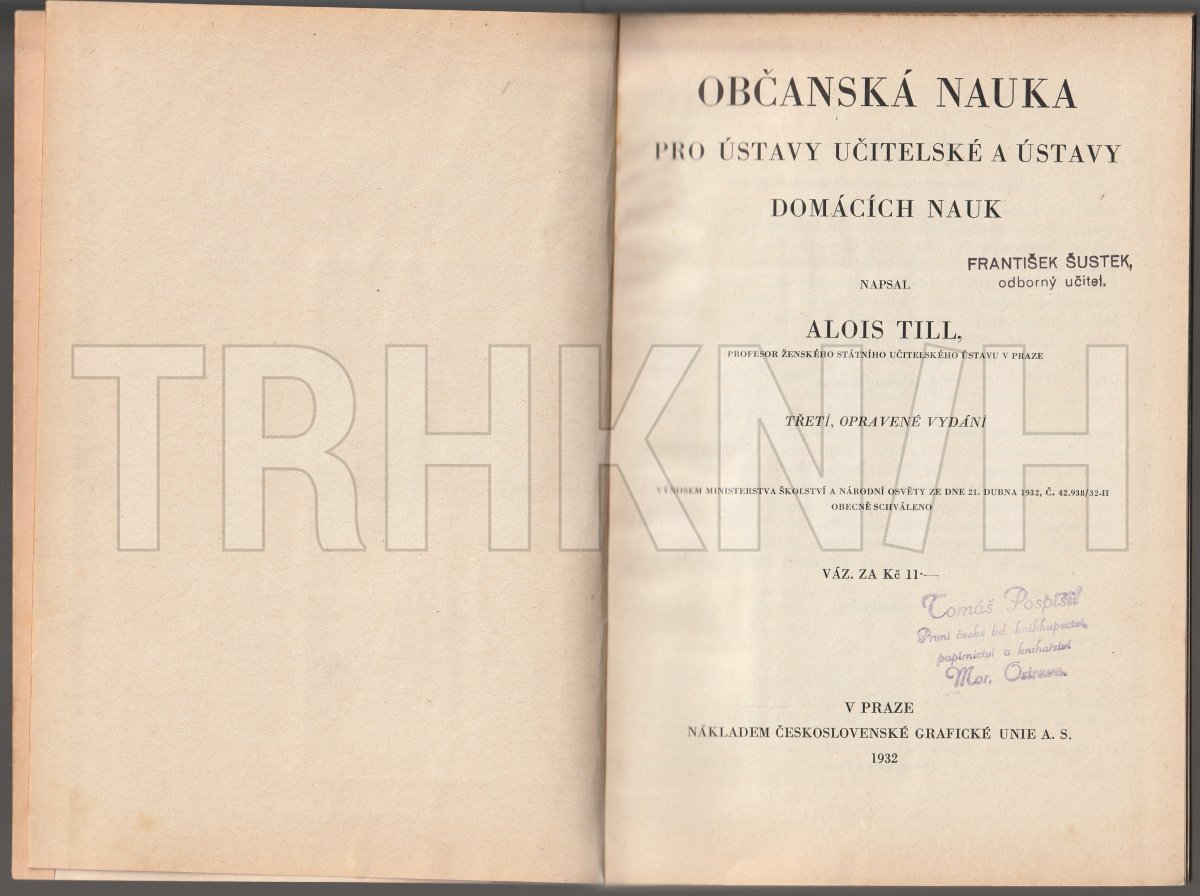 OBČANSKÁ NAUKA
PRO ÚSTAVY UČITELSKÉ A ÚSTAVY
DOMÁCÍCH NAUK
FRANTIŠEK ŠUSTEK,
odborný učitel.
NAPSAL
ALOIS TILL,
PROFESOR ŽENSKÉHO STÁTNÍHO UČITELSKÉHO ÚSTAVU V PRAZE
TŘETÍ, OPRAVENÉ VYDÁNÍ
TRHKNIH
VÝNOSEM MINISTERSTVA ŠKOLSTVÍ A NÁRODNÍ OSVĚTY ZE DNE 21. DUBNA 1932, Č. 42.938/32-II
OBECNĚ SCHVÁLENO
VÁZ. ZA Kč 11·—
Tomáš Pospíšil
První české lid. knihkupectví,
papírnictví a knihařství
Mor. Ostrava.
V PRAZE
NÁKLADEM ČESKOSLOVENSKÉ GRAFICKÉ UNIE A. S.
1932